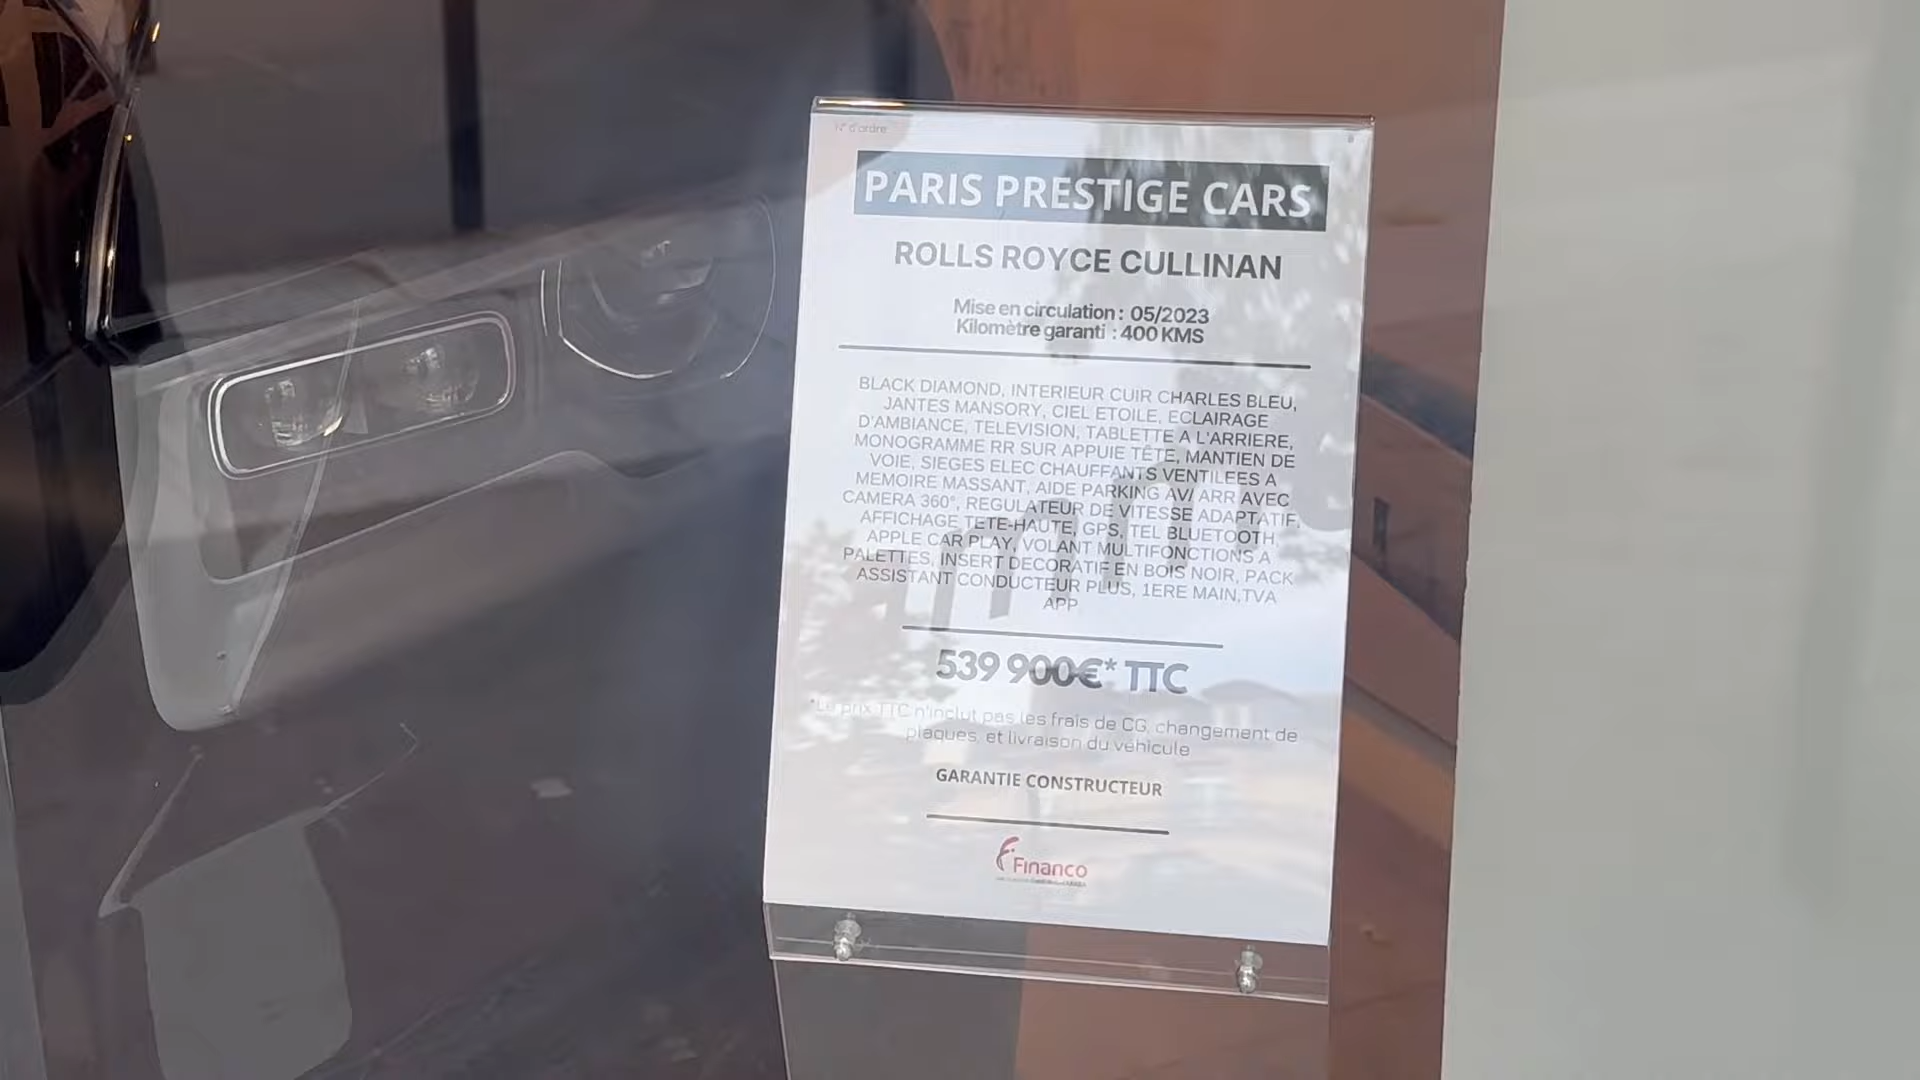 N° d'ordre
PARIS PRESTIGE CARS
ROLLS ROYCE CULLINAN
Mise en circulation : 05/2023
Kilomètre garanti : 400 KMS
BLACK DIAMOND, INTERIEUR CUIR CHARLES BLEU,
JANTES MANSORY, CIEL ETOILE, ECLAIRAGE
D'AMBIANCE, TELEVISION, TABLETTE A L'ARRIERE,
MONOGRAMME RR SUR APPUIE TÊTE, MANTIEN DE
VOIE, SIEGES ELEC CHAUFFANTS VENTILEES A
MEMOIRE MASSANT, AIDE PARKING AV/ ARR AVEC
CAMERA 360°, REGULATEUR DE VITESSE ADAPTATIF,
AFFICHAGE TETE-HAUTE, GPS, TEL BLUETOOTH,
APPLE CAR PLAY, VOLANT MULTIFONCTIONS A
PALETTES, INSERT DECORATIF EN BOIS NOIR, PACK
ASSISTANT CONDUCTEUR PLUS, 1ERE MAIN,TVA
APP
539 900€* TTC
*Le prix TTC n'inclut pas les frais de CG, changement de
plaques, et livraison du véhicule
GARANTIE CONSTRUCTEUR
Financo